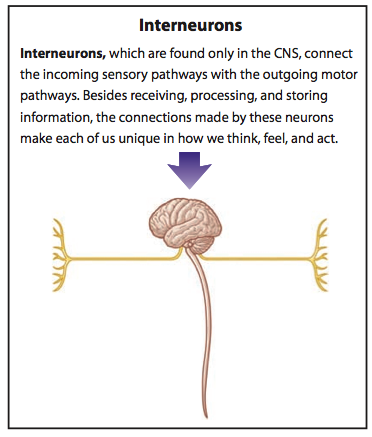 Interneurons
Interneurons, which are found only in the CNS, connect
the incoming sensory pathways with the outgoing motor
pathways. Besides receiving, processing, and storing
information, the connections made by these neurons
make each of us unique in how we think, feel, and act.